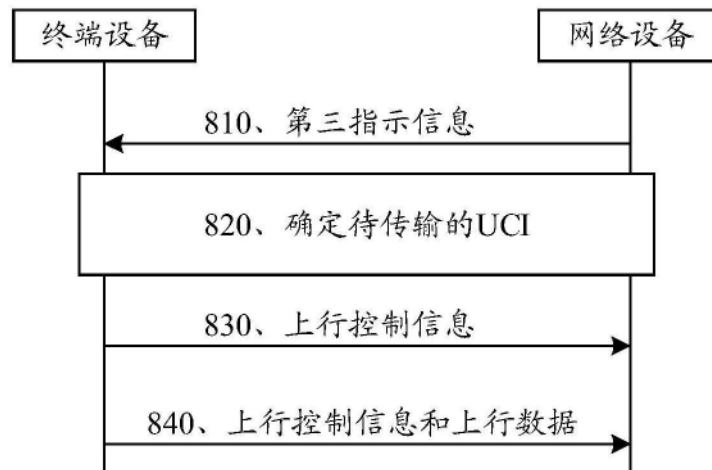 终端设备
网络设备
810、第三指示信息
820、确定待传输的UCI
830、上行控制信息
840、上行控制信息和上行数据